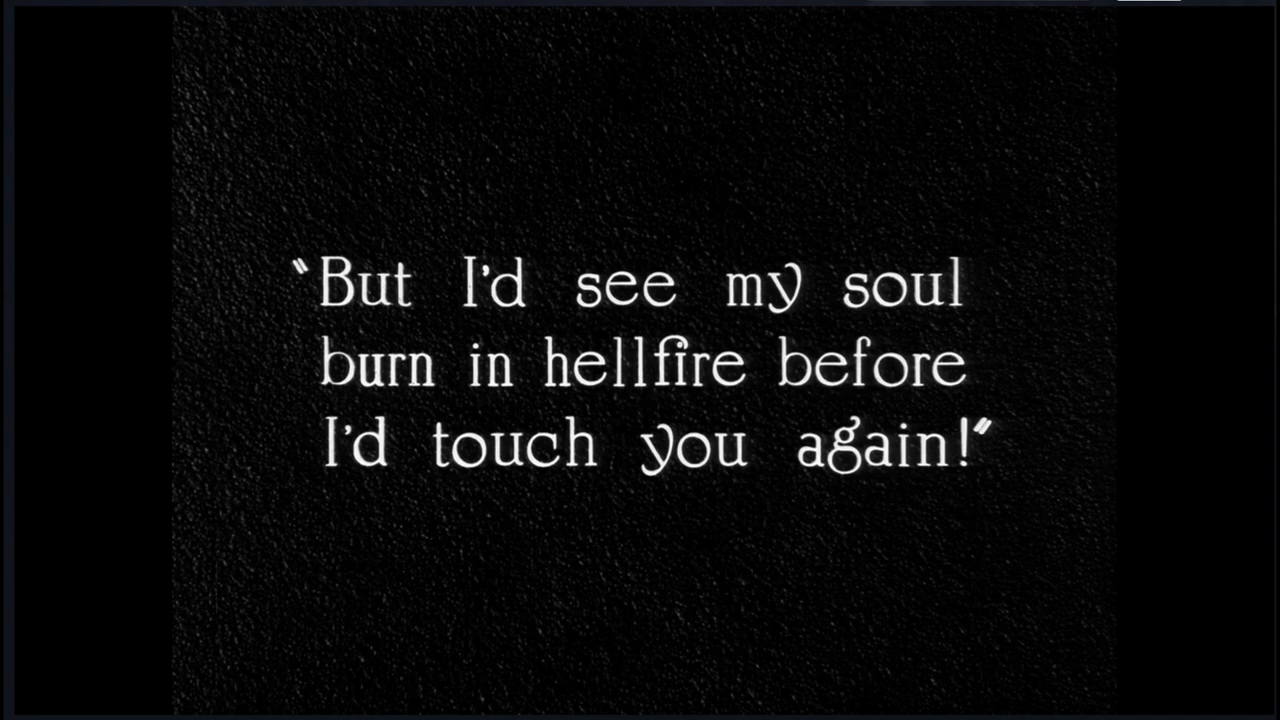 “But I’d see my soul
burn in hellfire before
I’d touch you again!”